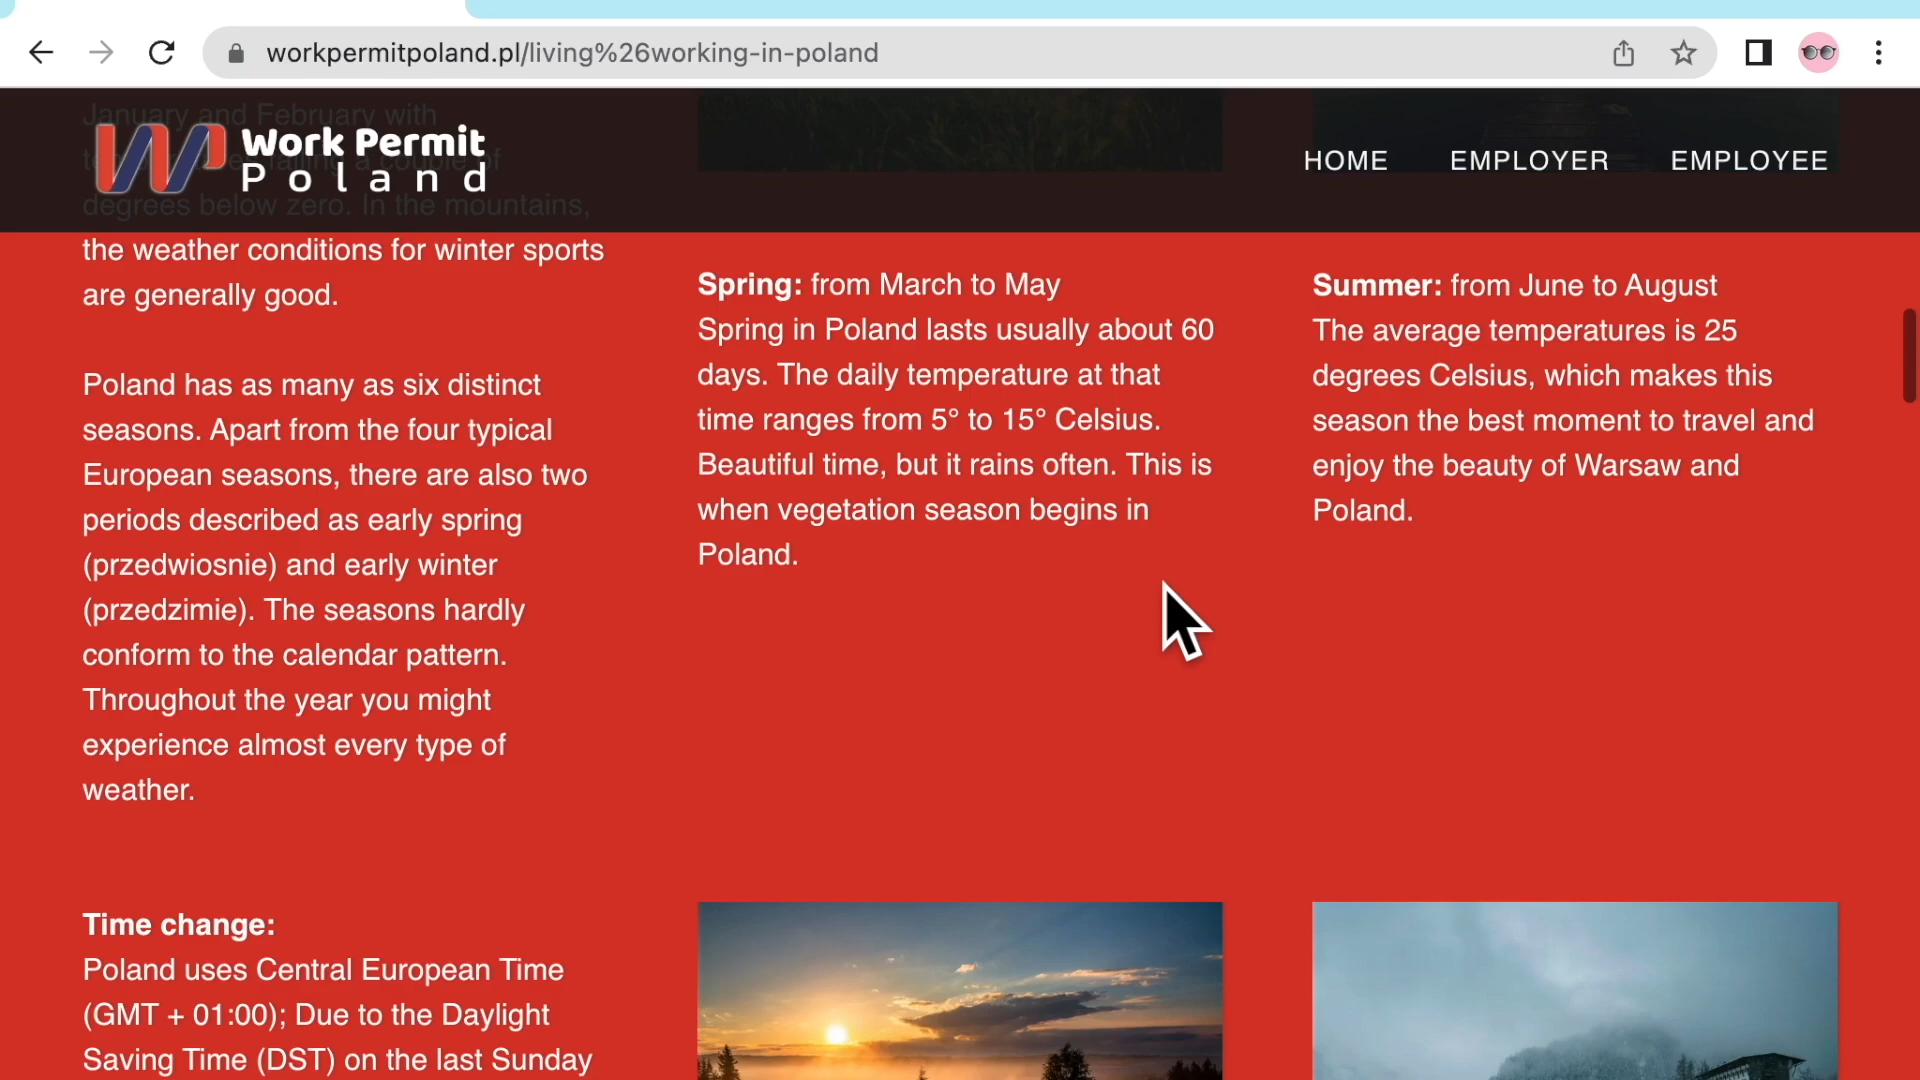 workpermitpoland.pl/living%26working-in-poland
Work Permit
Poland
HOME
EMPLOYER
EMPLOYEE
January and February with
degrees below zero. In the mountains,
the weather conditions for winter sports
are generally good.
Poland has as many as six distinct
seasons. Apart from the four typical
European seasons, there are also two
periods described as early spring
(przedwiosnie) and early winter
(przedzimie). The seasons hardly
conform to the calendar pattern.
Throughout the year you might
experience almost every type of
weather.
Spring: from March to May
Spring in Poland lasts usually about 60
days. The daily temperature at that
time ranges from 5° to 15° Celsius.
Beautiful time, but it rains often. This is
when vegetation season begins in
Poland.
Summer: from June to August
The average temperatures is 25
degrees Celsius, which makes this
season the best moment to travel and
enjoy the beauty of Warsaw and
Poland.
Time change:
Poland uses Central European Time
(GMT + 01:00); Due to the Daylight
Saving Time (DST) on the last Sunday